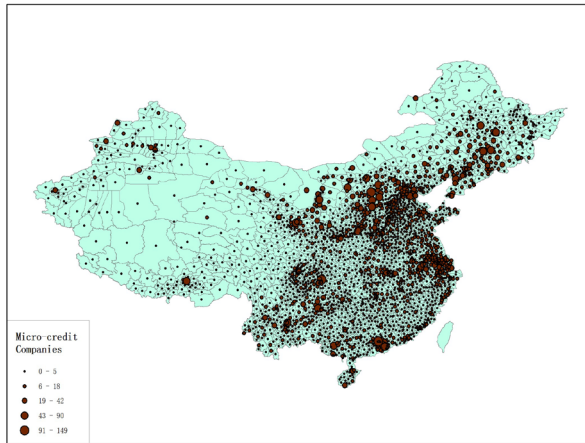 Micro-credit
Companies
0 - 5
6 - 18
19 - 42
43 - 90
91 - 149